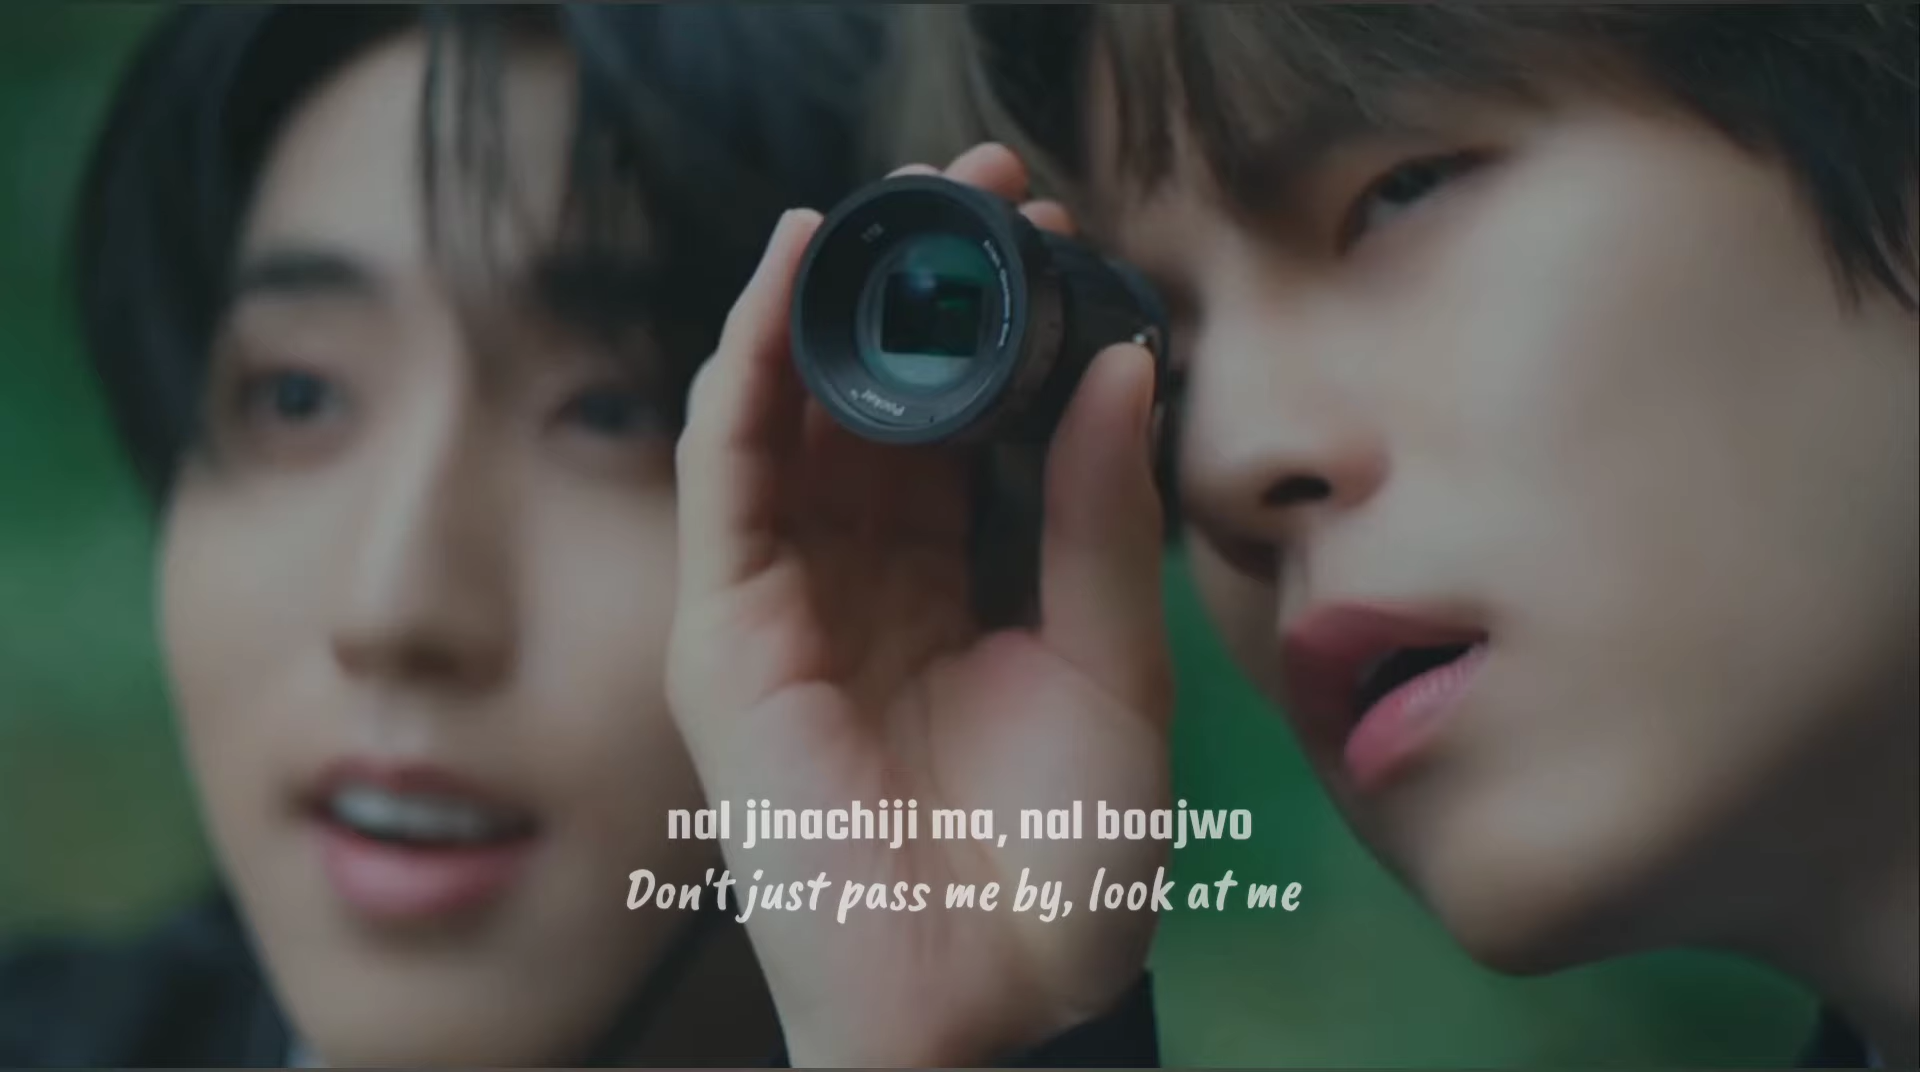 nal jinachiji ma, nal boajwo
Don't just pass me by, look at me